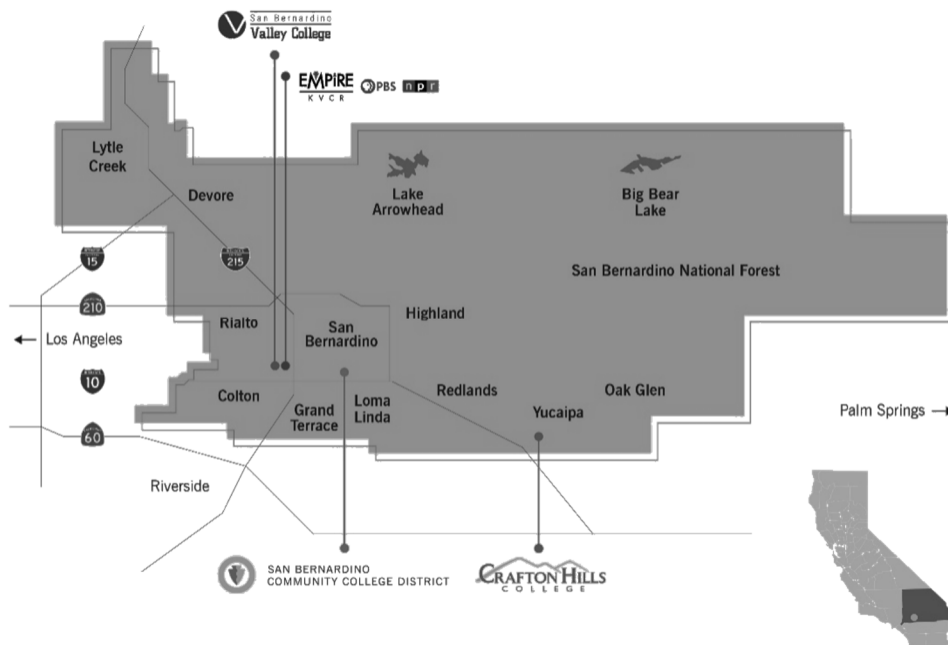 San Bernardino
Valley College
EMPIRE
KVCR
PBS
npr
Lytle
Creek
Devore
Lake
Arrowhead
Big Bear
Lake
15
215
San Bernardino National Forest
210
Rialto
San
Bernardino
Highland
Los Angeles
10
Colton
Grand
Terrace
Loma
Linda
Redlands
Oak Glen
Yucaipa
Palm Springs
60
Riverside
SAN BERNARDINO
COMMUNITY COLLEGE DISTRICT
CRAFTON HILLS
COLLEGE